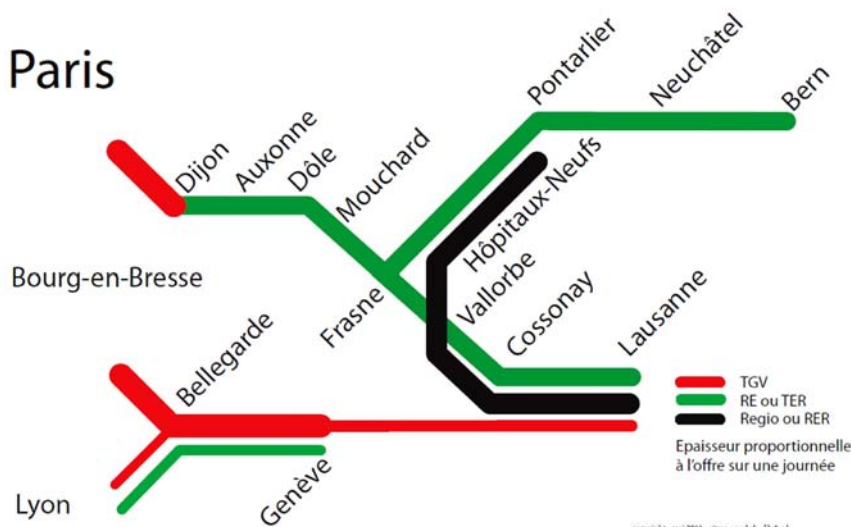 Paris
Dijon
Auxonne
Dôle
Mouchard
Frasne
Pontarlier
Neuchâtel
Bern
Hôpitaux-Neufs
Vallorbe
Cossonay
Lausanne
Bourg-en-Bresse
Bellegarde
Genève
Lyon
TGV
RE ou TER
Regio ou RER
Epaisseur proportionnelle
à l'offre sur une journée